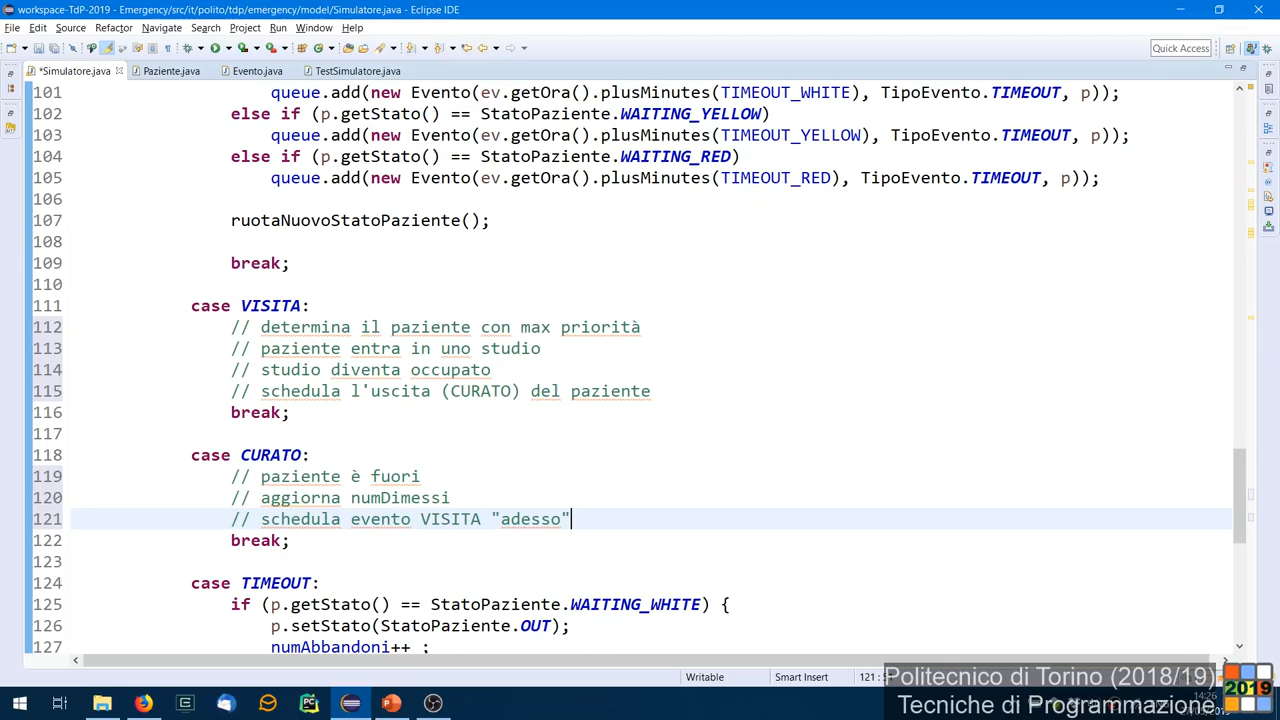 workspace-TdP-2019 - Emergency/src/it/polito/tdp/emergency/model/Simulatore.java - Eclipse IDE
File Edit Source Refactor Navigate Search Project Run Window Help
Quick Access
*Simulatore.java Paziente.java Evento.java TestSimulatore.java
101 queue.add(new Evento(ev.getOra().plusMinutes(TIMEOUT_WHITE), TipoEvento.TIMEOUT, p));
102 else if (p.getStato() == StatoPaziente.WAITING_YELLOW)
103 queue.add(new Evento(ev.getOra().plusMinutes(TIMEOUT_YELLOW), TipoEvento.TIMEOUT, p));
104 else if (p.getStato() == StatoPaziente.WAITING_RED)
105 queue.add(new Evento(ev.getOra().plusMinutes(TIMEOUT_RED), TipoEvento.TIMEOUT, p));
106
107 ruotaNuovoStatoPaziente();
108
109 break;
110
111 case VISITA:
112 // determina il paziente con max priorità
113 // paziente entra in uno studio
114 // studio diventa occupato
115 // schedula l'uscita (CURATO) del paziente
116 break;
117
118 case CURATO:
119 // paziente è fuori
120 // aggiorna numDimessi
121 // schedula evento VISITA "adesso"
122 break;
123
124 case TIMEOUT:
125 if (p.getStato() == StatoPaziente.WAITING_WHITE) {
126 p.setStato(StatoPaziente.OUT);
127 numAbbandoni++ ;
Writable Smart Insert 121
Politecnico di Torino (2018/19)
Tecniche di Programmazione
2019